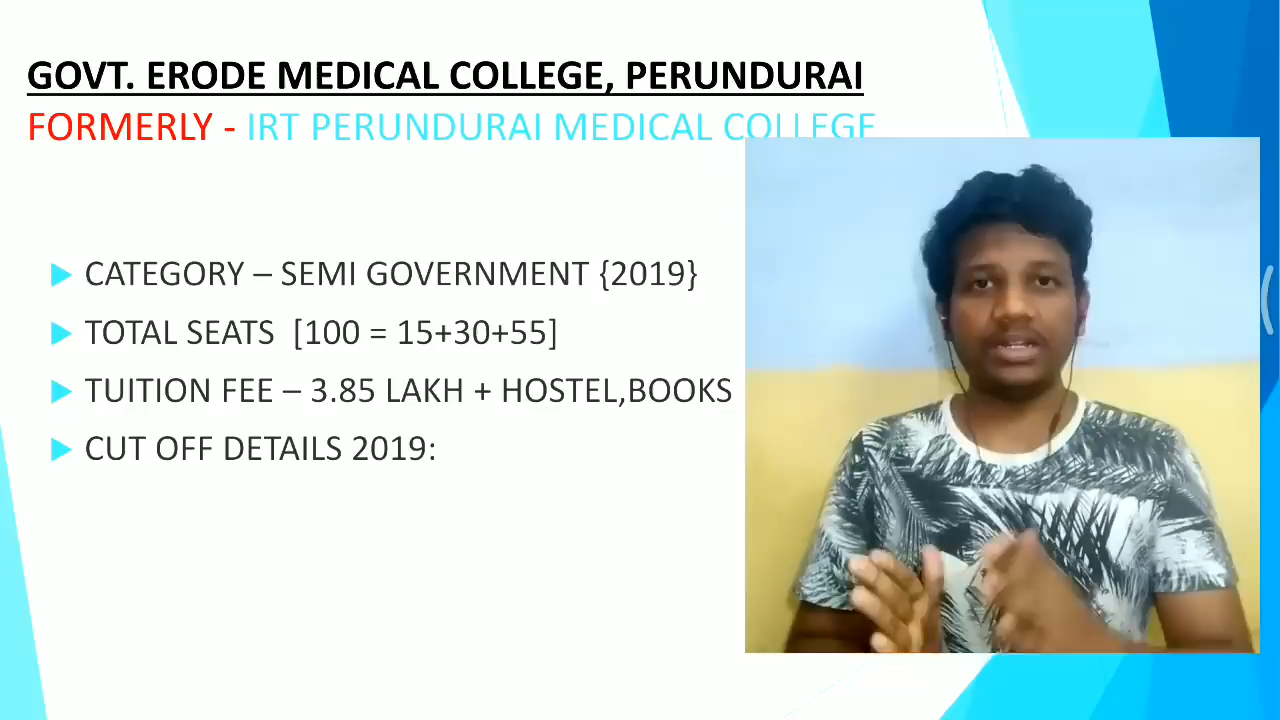 GOVT. ERODE MEDICAL COLLEGE, PERUNDURAI
FORMERLY - IRT PERUNDURAI MEDICAL COLLEGE
CATEGORY – SEMI GOVERNMENT {2019}
TOTAL SEATS [100 = 15+30+55]
TUITION FEE – 3.85 LAKH + HOSTEL,BOOKS
CUT OFF DETAILS 2019: